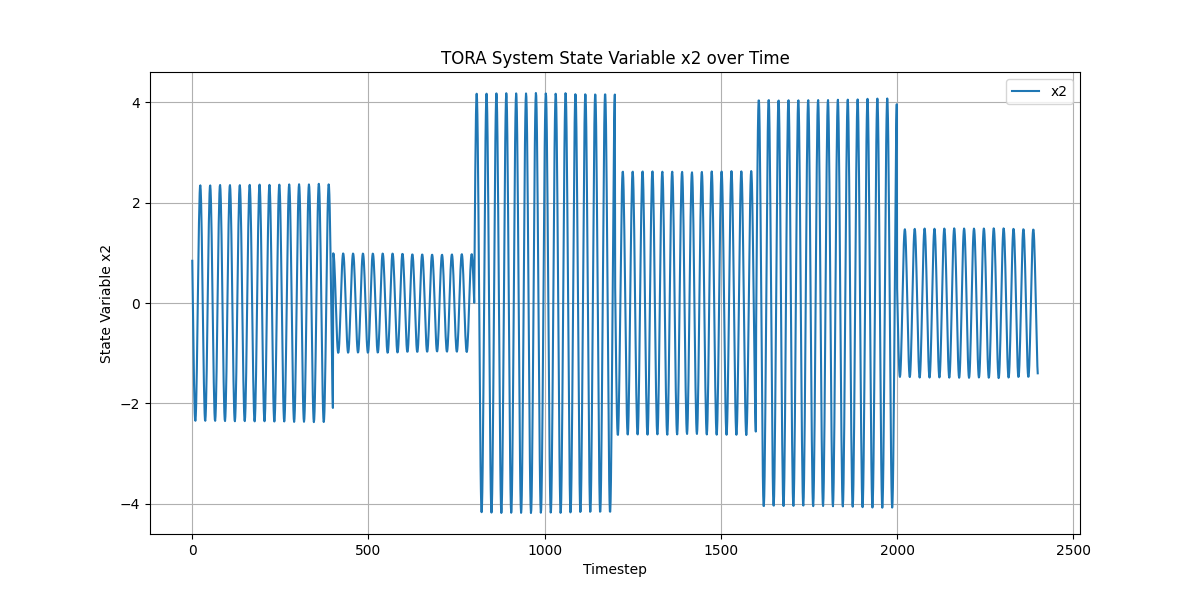 TORA System State Variable x2 over Time
x2
State Variable x2
4
2
0
−2
−4
0 500 1000 1500 2000 2500
Timestep